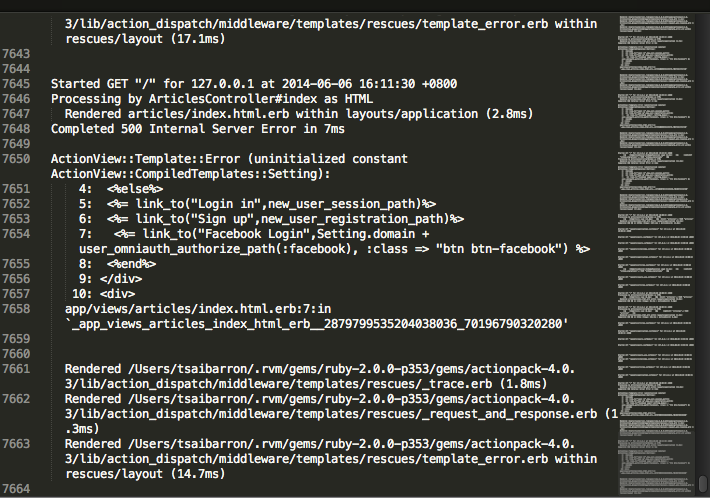 3/lib/action_dispatch/middleware/templates/rescues/template_error.erb within
rescues/layout (17.1ms)
7643
7644
7645 Started GET "/" for 127.0.0.1 at 2014-06-06 16:11:30 +0800
7646 Processing by ArticlesController#index as HTML
7647 Rendered articles/index.html.erb within layouts/application (2.8ms)
7648 Completed 500 Internal Server Error in 7ms
7649
7650 ActionView::Template::Error (uninitialized constant
ActionView::CompiledTemplates::Setting):
7651 4: <%else%>
7652 5: <%= link_to("Login in",new_user_session_path)%>
7653 6: <%= link_to("Sign up",new_user_registration_path)%>
7654 7: <%= link_to("Facebook Login",Setting.domain +
user_omniauth_authorize_path(:facebook), :class => "btn btn-facebook") %>
7655 8: <%end%>
7656 9: </div>
7657 10: <div>
7658 app/views/articles/index.html.erb:7:in
`_app_views_articles_index_html_erb__2879799535204038036_70196790320280'
7659
7660
7661 Rendered /Users/tsaibarron/.rvm/gems/ruby-2.0.0-p353/gems/actionpack-4.0.
3/lib/action_dispatch/middleware/templates/rescues/_trace.erb (1.8ms)
7662 Rendered /Users/tsaibarron/.rvm/gems/ruby-2.0.0-p353/gems/actionpack-4.0.
3/lib/action_dispatch/middleware/templates/rescues/_request_and_response.erb (1
.3ms)
7663 Rendered /Users/tsaibarron/.rvm/gems/ruby-2.0.0-p353/gems/actionpack-4.0.
3/lib/action_dispatch/middleware/templates/rescues/template_error.erb within
rescues/layout (14.7ms)
7664